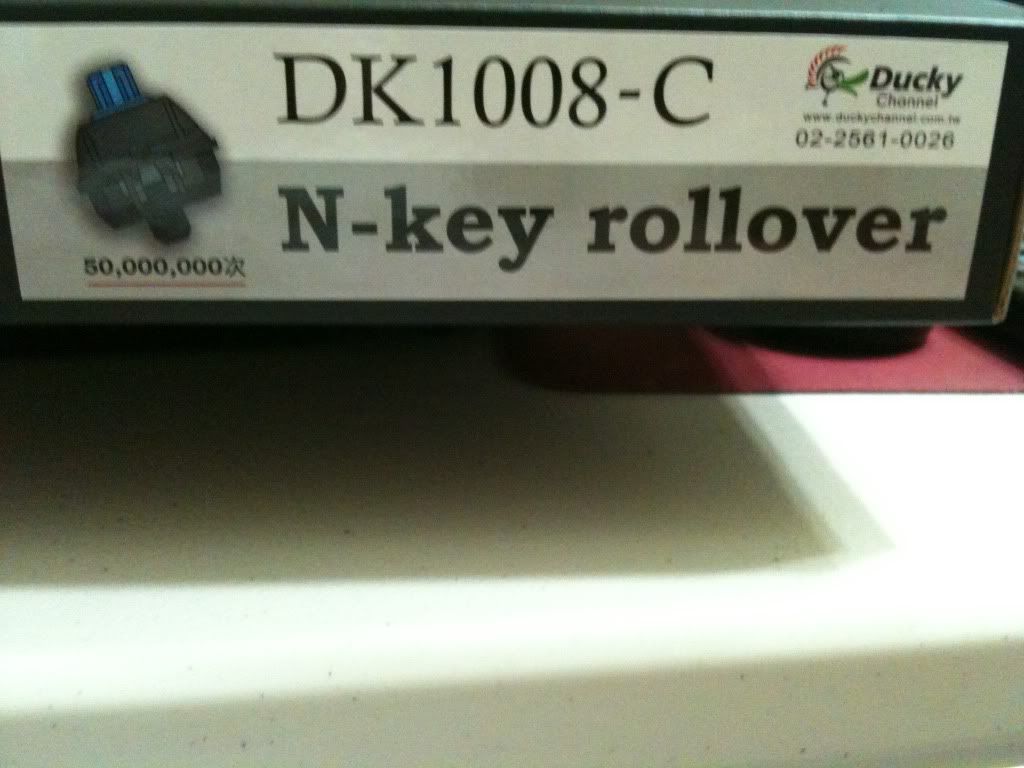 DK1008-C
Ducky
Channel
www.duckychannel.com.tw
02-2561-0026
N-key rollover
50,000,000次